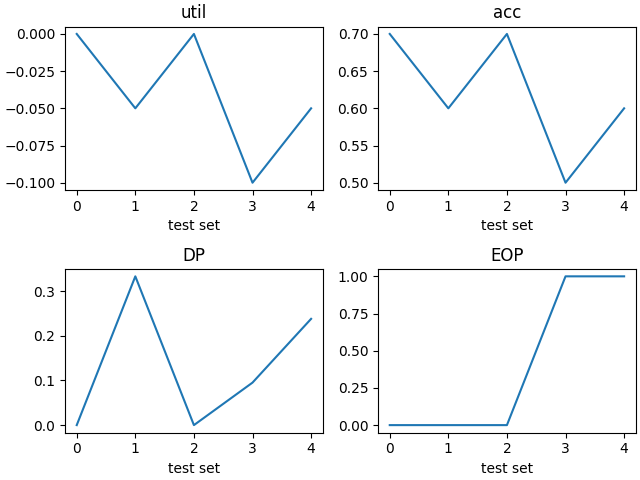 util
0.000
−0.025
−0.050
−0.075
−0.100
0 1 2 3 4
test set
acc
0.70
0.65
0.60
0.55
0.50
0 1 2 3 4
test set
DP
0.3
0.2
0.1
0.0
0 1 2 3 4
test set
EOP
1.00
0.75
0.50
0.25
0.00
0 1 2 3 4
test set